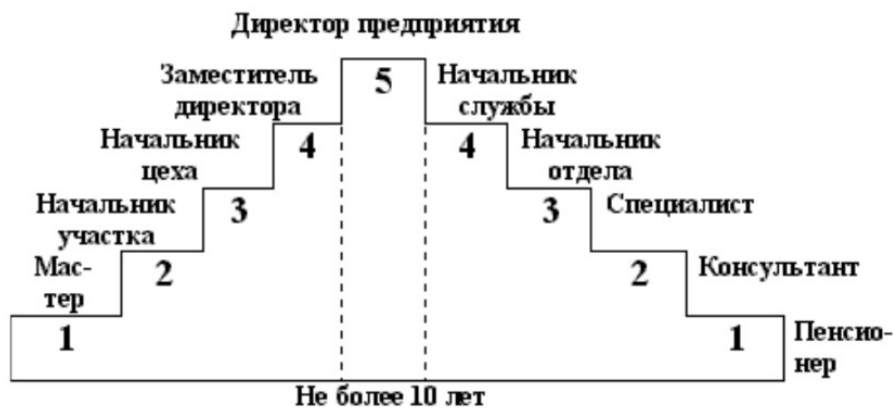 Директор предприятия
Заместитель
директора
5
Начальник
службы
Начальник
цеха
4
4
Начальник
отдела
Начальник
участка
3
3
Специалист
Мас-
тер
2
2
Консультант
1
1
Пенсио-
нер
Не более 10 лет